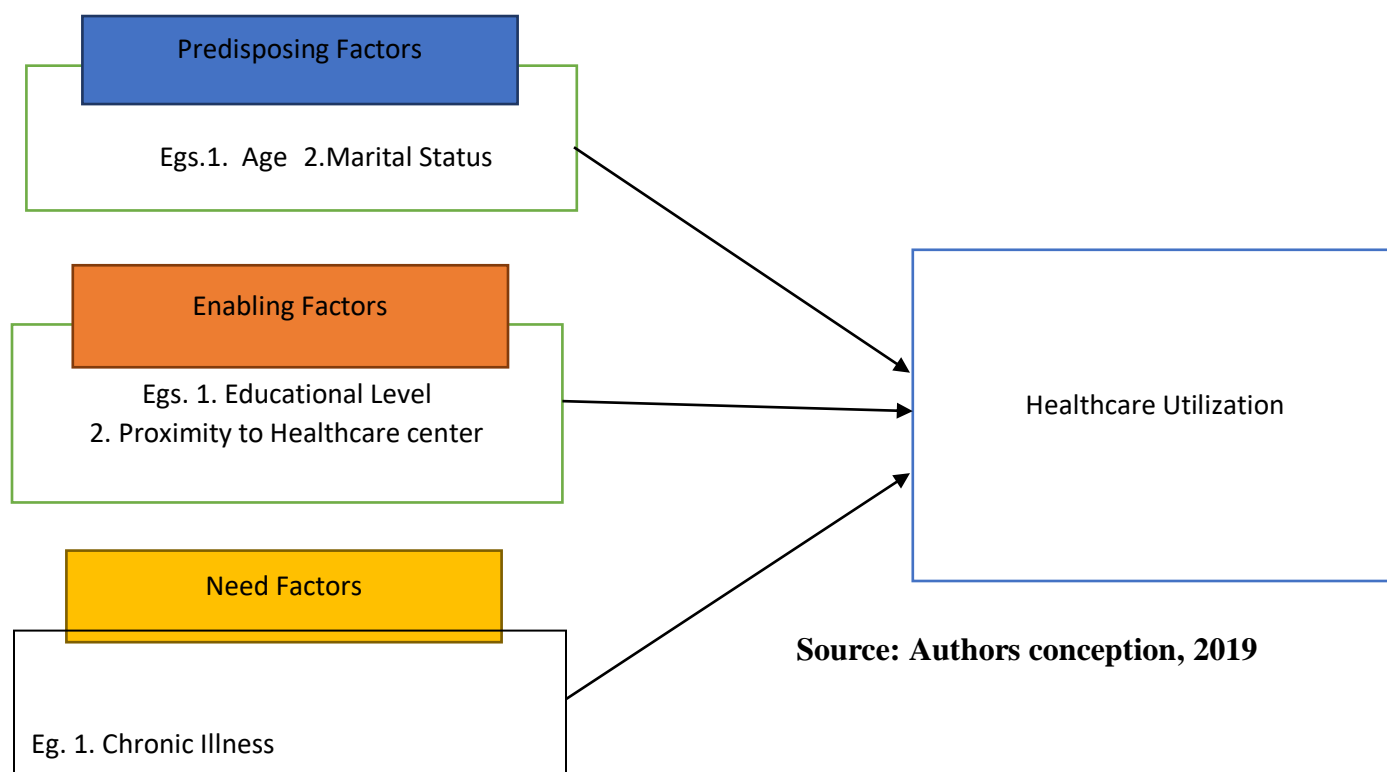 Predisposing Factors
Egs.1. Age 2.Marital Status
Enabling Factors
Egs. 1. Educational Level
2. Proximity to Healthcare center
Need Factors
Eg. 1. Chronic Illness
Healthcare Utilization
Source: Authors conception, 2019